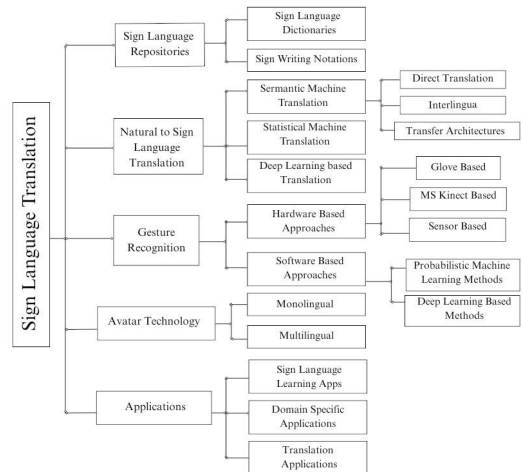 Sign Language Translation
Sign Language
Repositories
Sign Language
Dictionaries
Sign Writing Notations
Natural to Sign
Language
Translation
Sermantic Machine
Translation
Direct Translation
Interlingua
Transfer Architectures
Statistical Machine
Translation
Deep Learning based
Translation
Gesture
Recognition
Hardware Based
Approaches
Glove Based
MS Kinect Based
Sensor Based
Software Based
Approaches
Probabilistic Machine
Learning Methods
Deep Learning Based
Methods
Avatar Technology
Monolingual
Multilingual
Applications
Sign Language
Learning Apps
Domain Specific
Applications
Translation
Applications